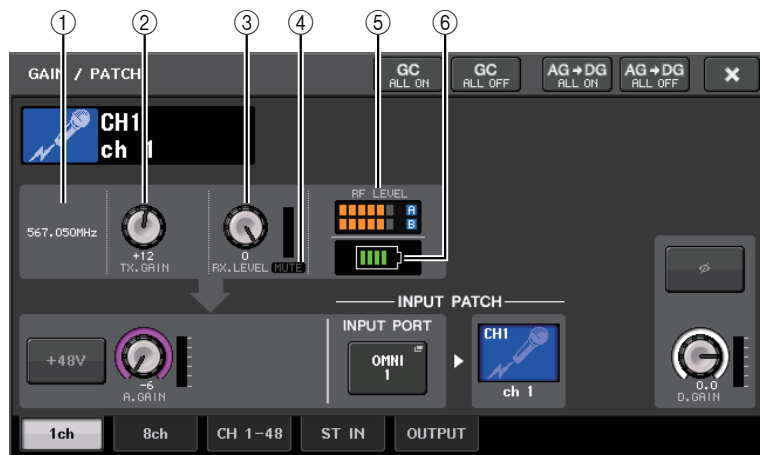 ① ② ③ ④ ⑤ ⑥
GAIN / PATCH
GC
ALL ON
GC
ALL OFF
AG→DG
ALL ON
AG→DG
ALL OFF
×
CH1
ch 1
567.050MHz
+12
TX.GAIN
0
RX.LEVEL
MUTE
RF LEVEL
A
B
+48V
-6
A.GAIN
INPUT PATCH
INPUT PORT
OMNI
1
CH1
ch 1
ø
0.0
D.GAIN
1ch
8ch
CH 1-48
ST IN
OUTPUT